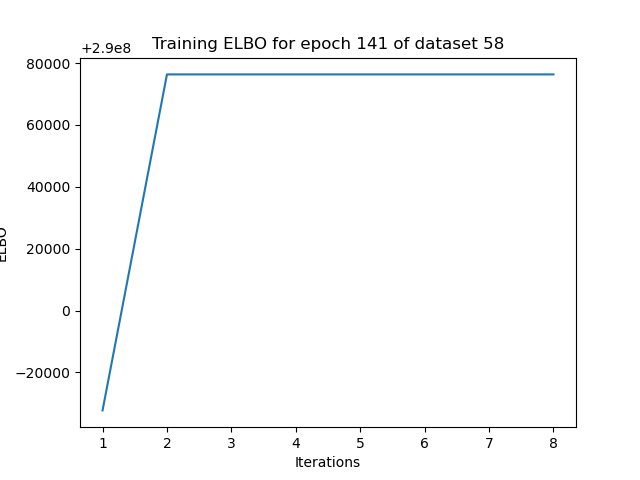 Training ELBO for epoch 141 of dataset 58
+2.9e8
80000
60000
40000
20000
0
−20000
ELBO
1 2 3 4 5 6 7 8
Iterations